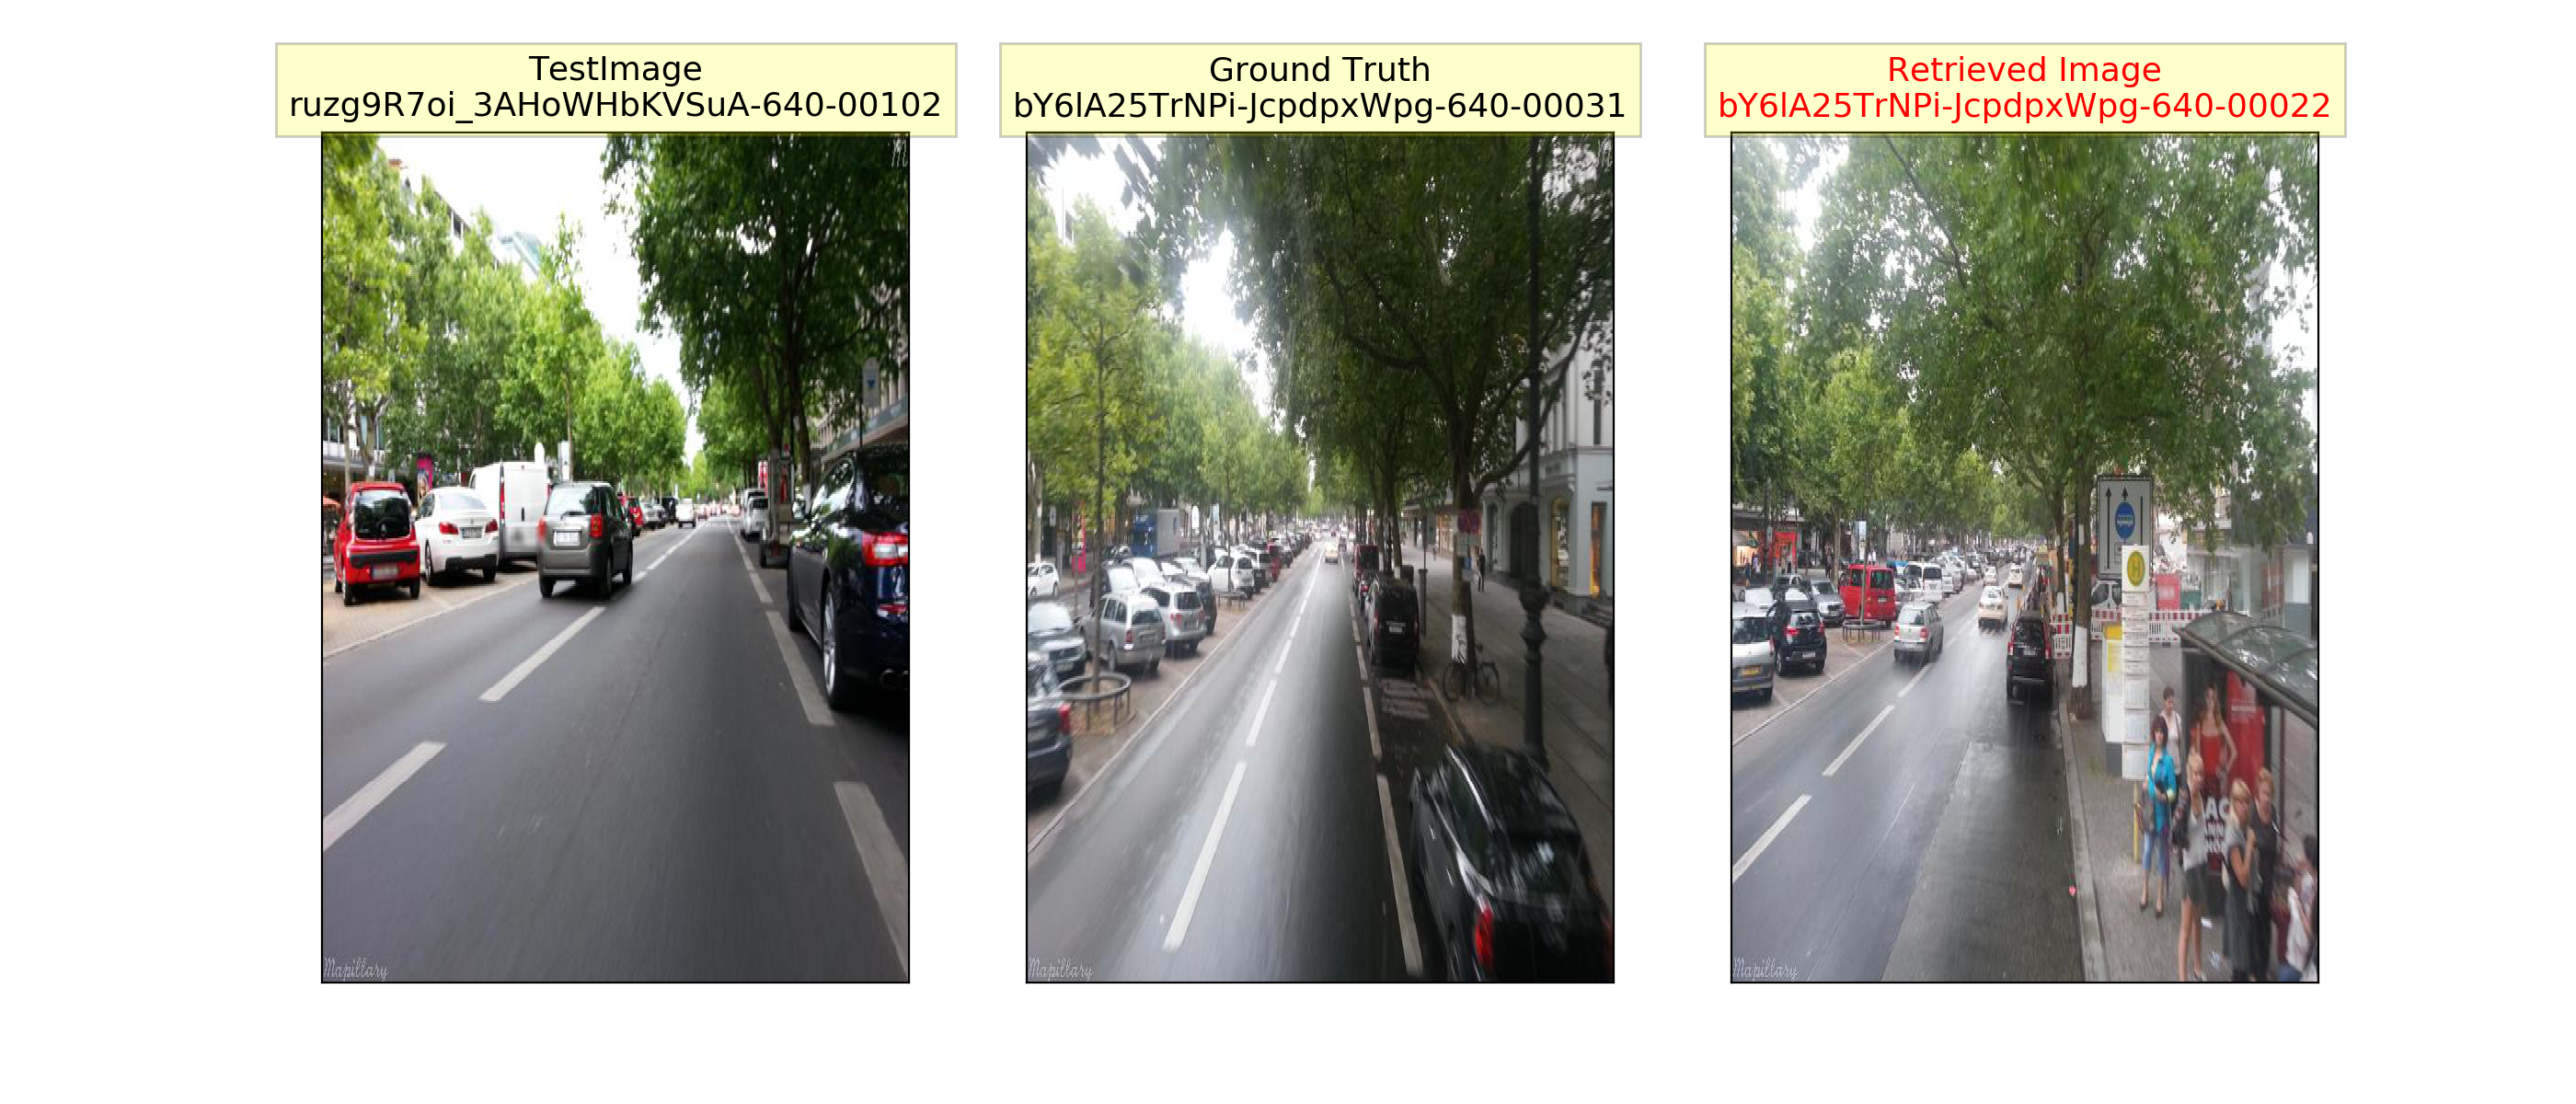 TestImage
ruzg9R7oi_3AHoWHbKVSuA-640-00102
Ground Truth
bY6lA25TrNPi-JcpdpxWpg-640-00031
Retrieved Image
bY6lA25TrNPi-JcpdpxWpg-640-00022
M
M
H
Mapillary
Mapillary
Mapillary